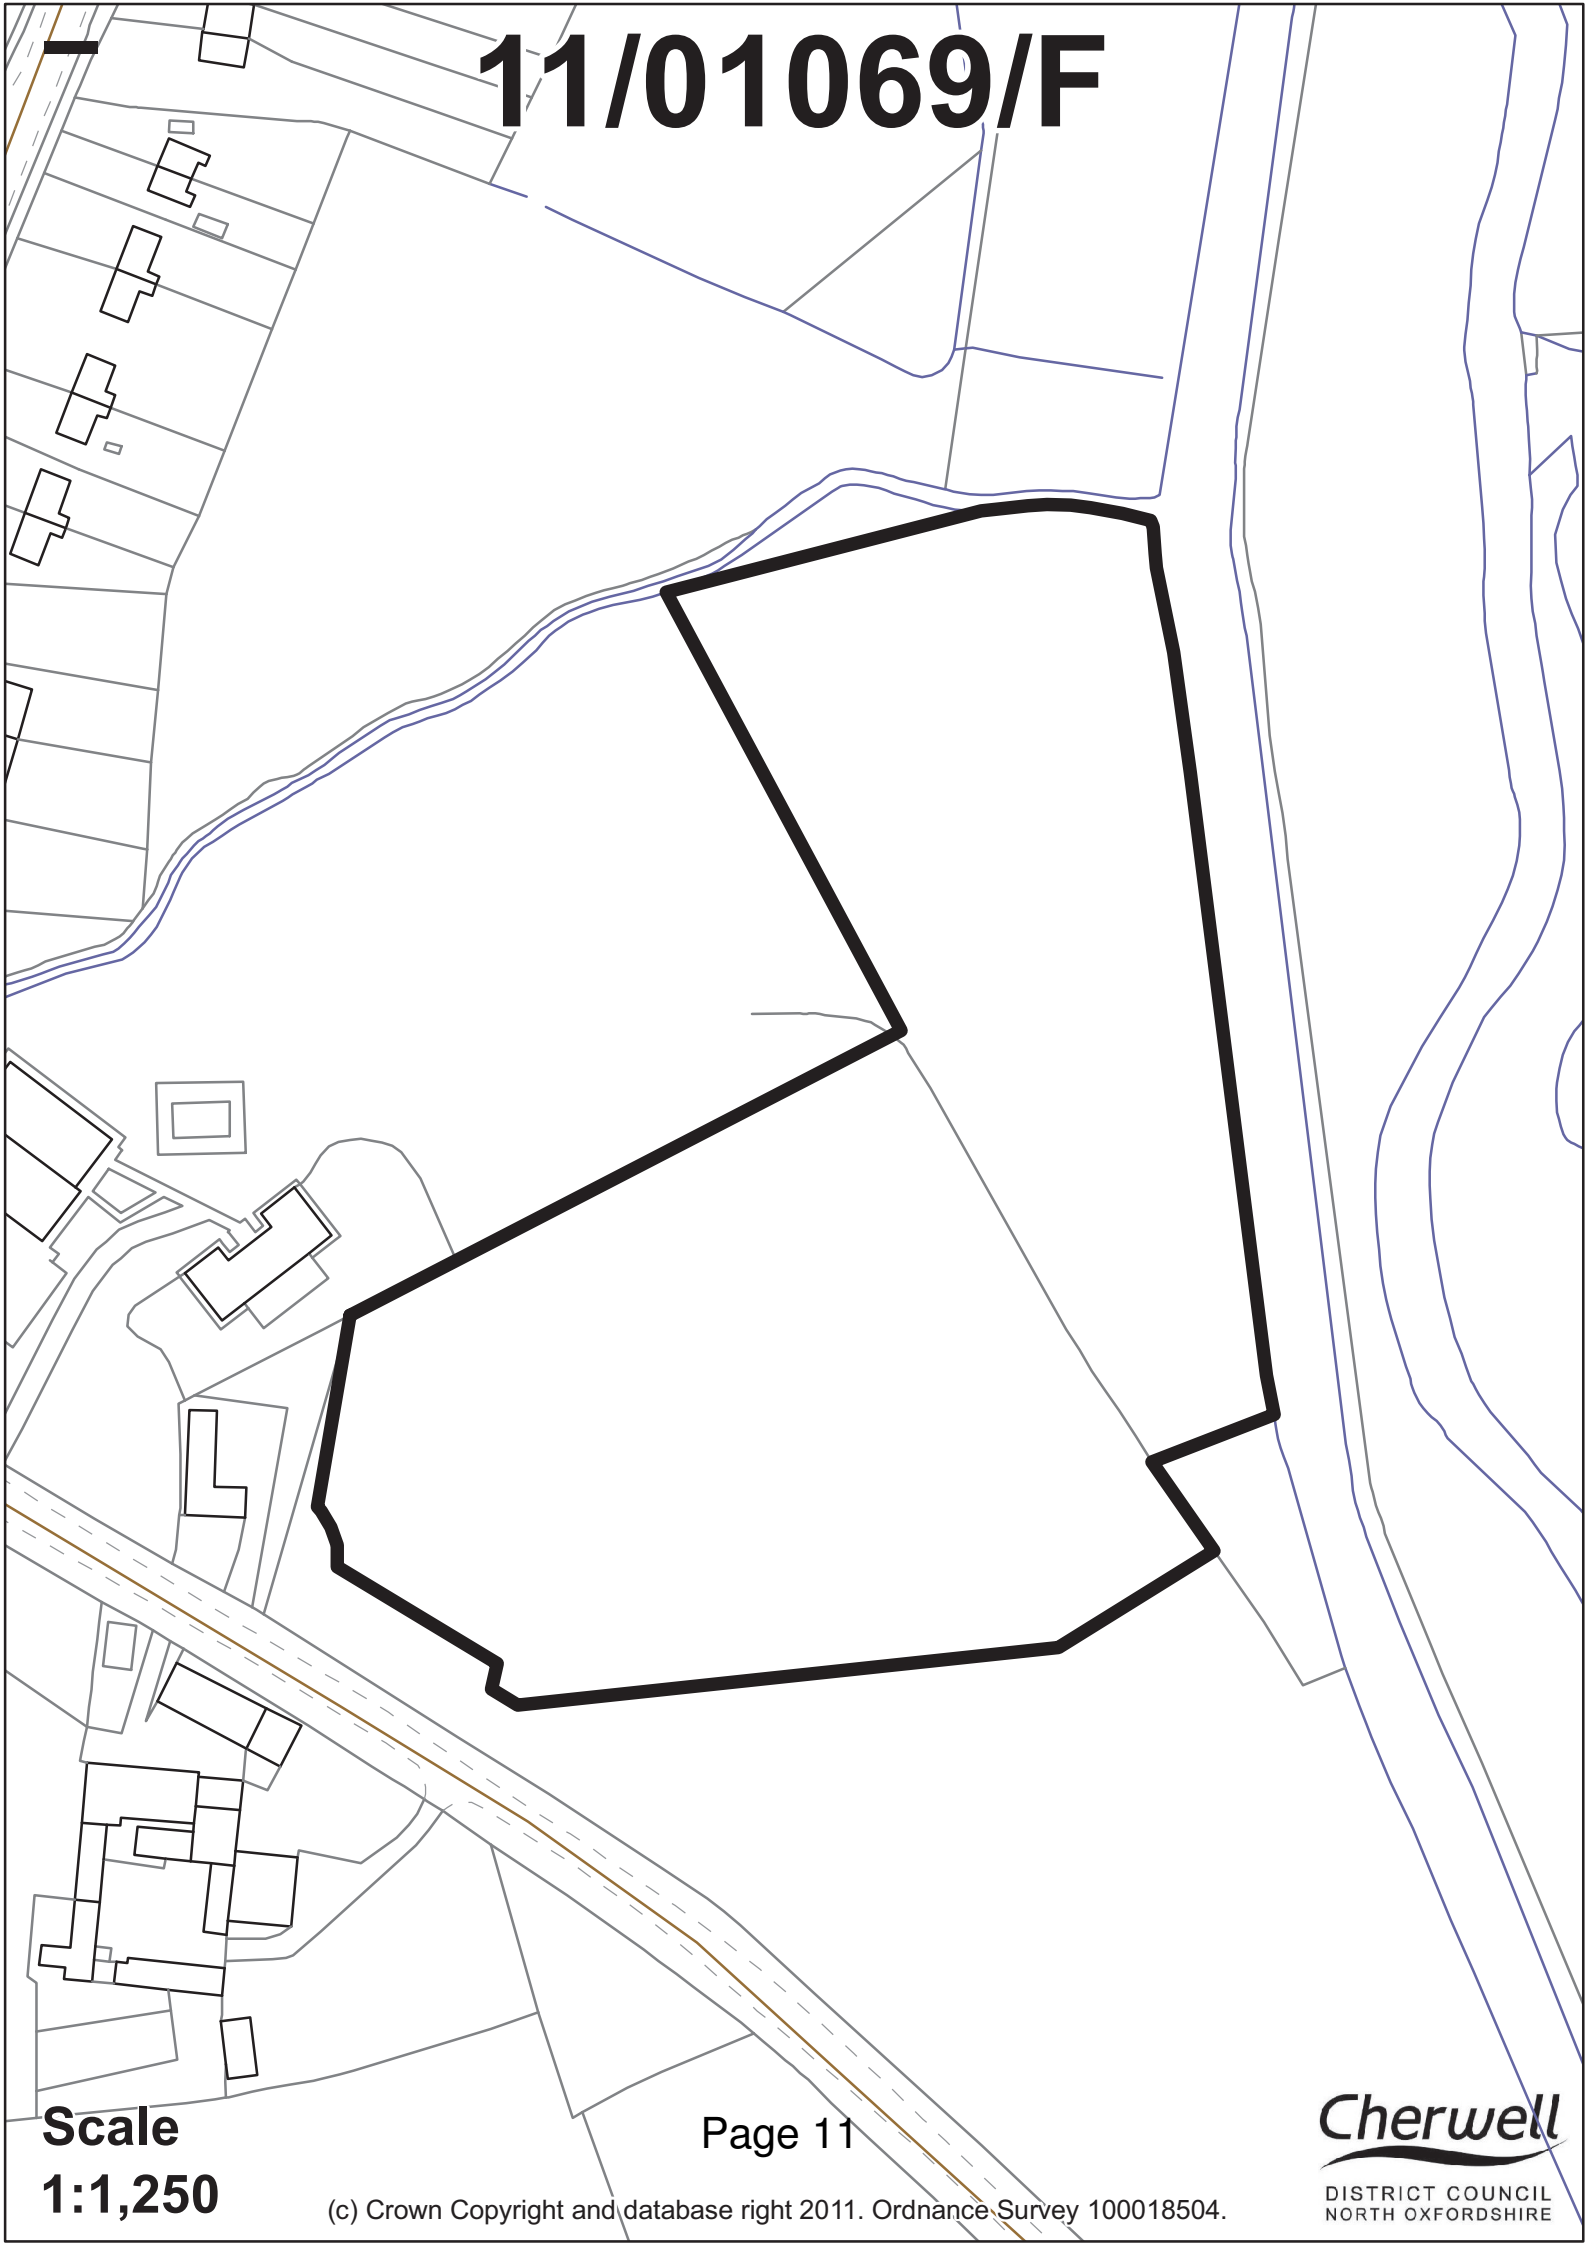 11/01069/F
Scale
1:1,250
Page 11
(c) Crown Copyright and database right 2011. Ordnance Survey 100018504.
Cherwell
DISTRICT COUNCIL
NORTH OXFORDSHIRE